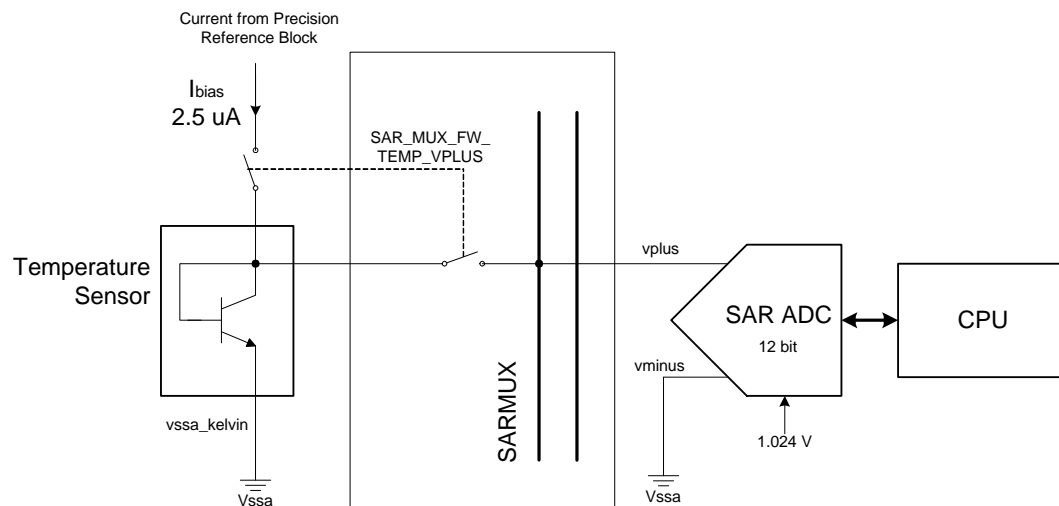 Current from Precision
Reference Block
Ibias
2.5 uA
SAR_MUX_FW_
TEMP_VPLUS
Temperature
Sensor
vplus
SAR ADC
12 bit
CPU
vminus
SARMUX
vssa_kelvin
1.024 V
Vssa
Vssa